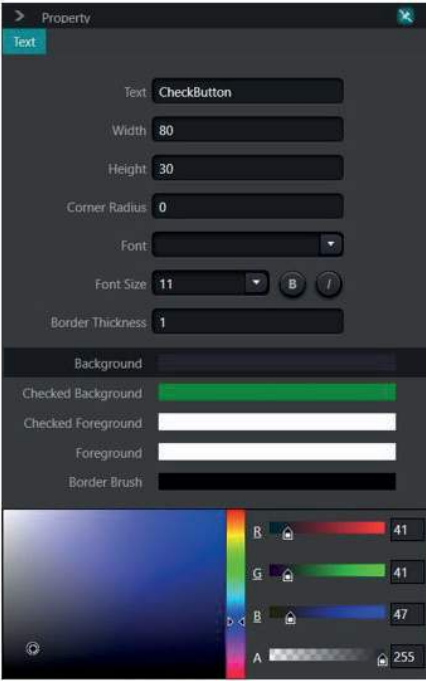 Property
Text
Text CheckButton
Width 80
Height 30
Corner Radius 0
Font
Font Size 11 B I
Border Thickness 1
Background
Checked Background
Checked Foreground
Foreground
Border Brush
R 41
G 41
B 47
A 255